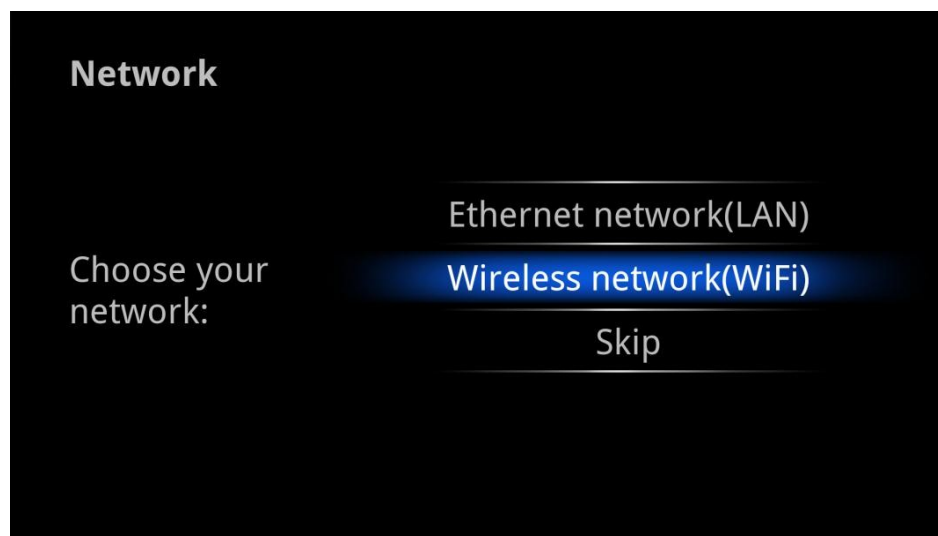 Network
Ethernet network(LAN)
Choose your
network:
Wireless network(WiFi)
Skip